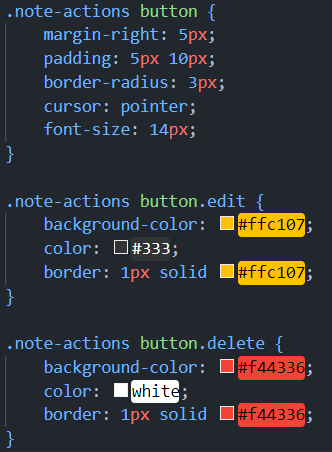 .note-actions button {
    margin-right: 5px;
    padding: 5px 10px;
    border-radius: 3px;
    cursor: pointer;
    font-size: 14px;
}

.note-actions button.edit {
    background-color: #ffc107;
    color: #333;
    border: 1px solid #ffc107;
}

.note-actions button.delete {
    background-color: #f44336;
    color: white;
    border: 1px solid #f44336;
}